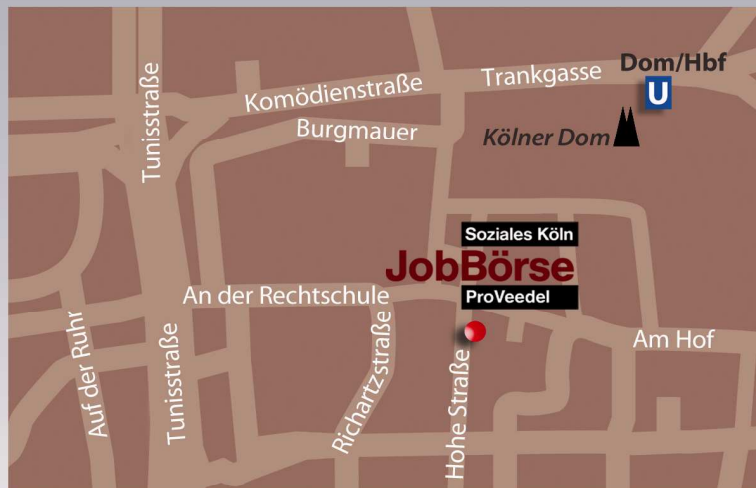 Dom/Hbf
U
Trankgasse
Komödienstraße
Tunisstraße
Burgmauer
Kölner Dom
Soziales Köln
JobBörse
ProVeedel
An der Rechtschule
Am Hof
Auf der Ruhr
Tunisstraße
Richartzstraße
Hohe Straße